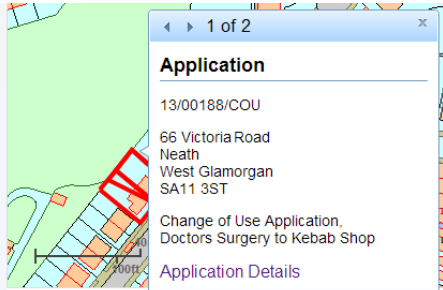 1 of 2
x
Application
13/00188/COU
66 Victoria Road
Neath
West Glamorgan
SA11 3ST
Change of Use Application,
Doctors Surgery to Kebab Shop
Application Details
40
100ft